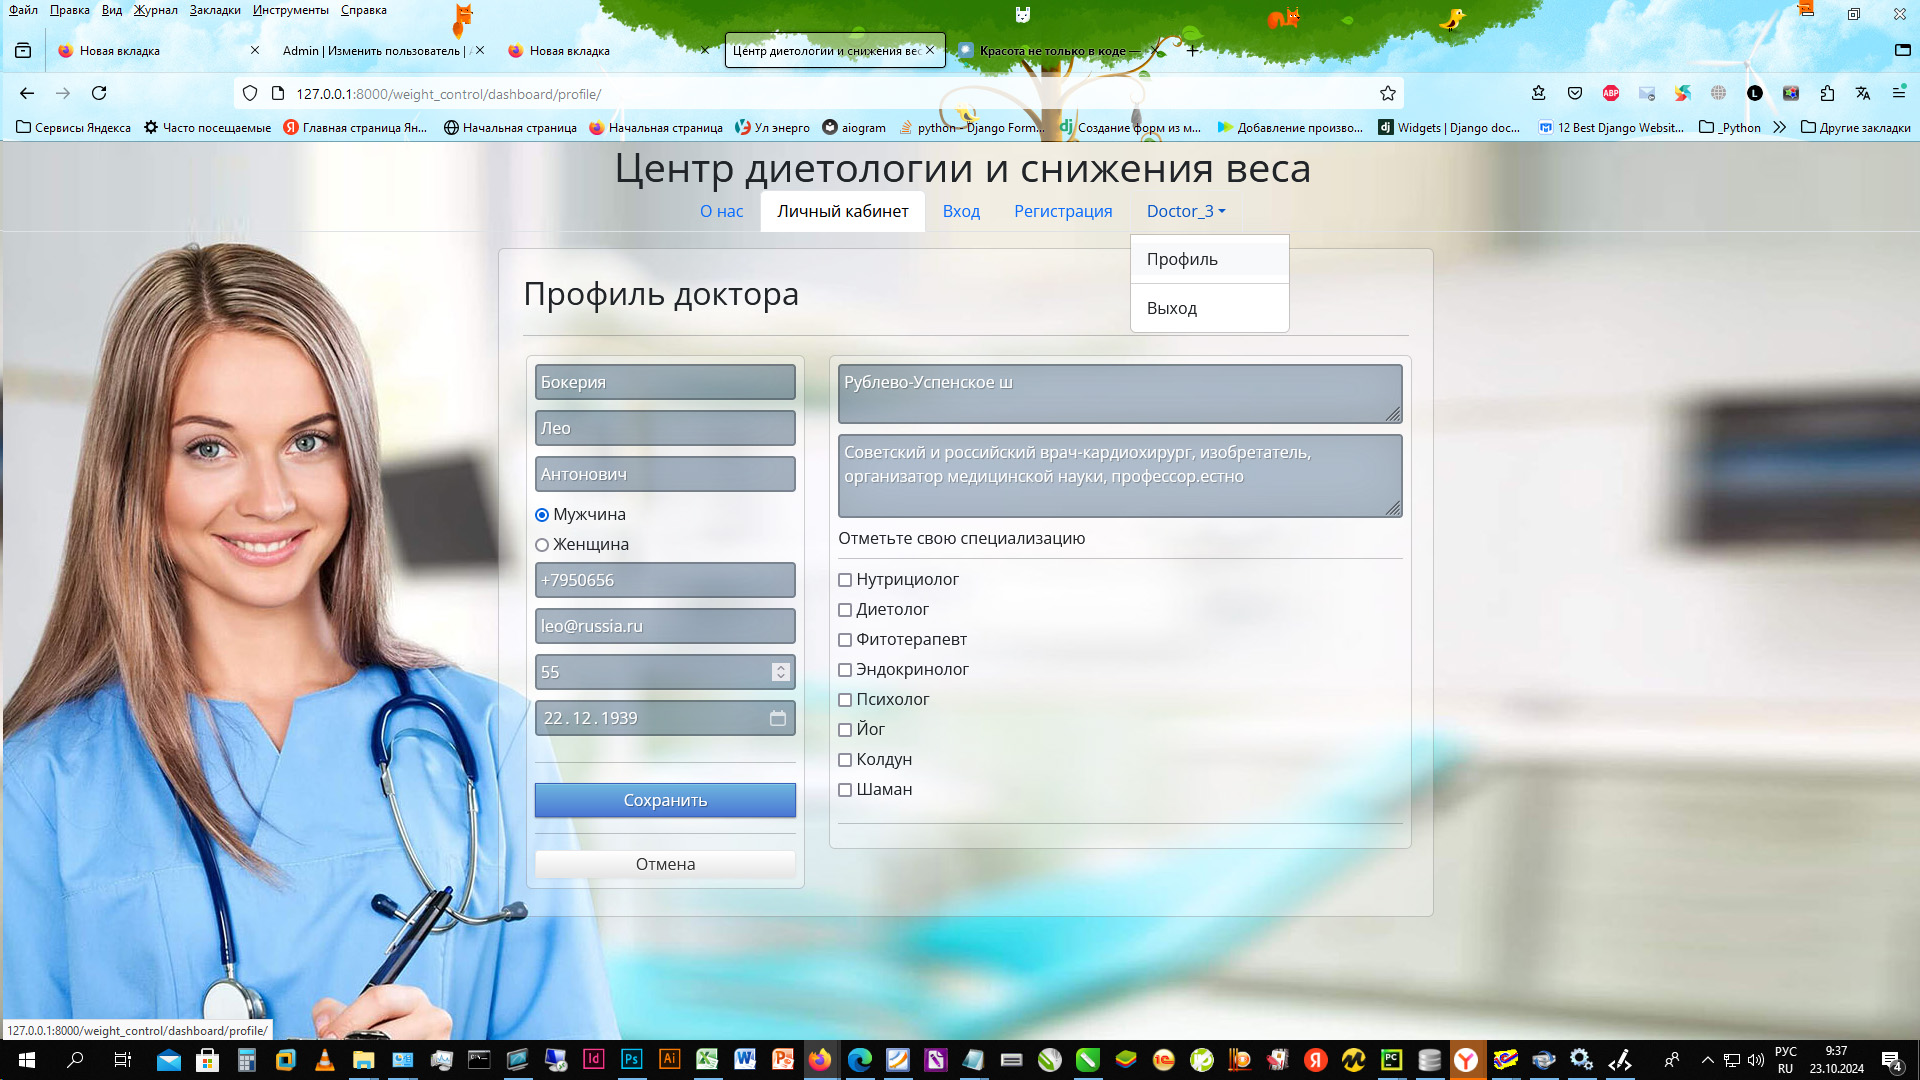 Файл Правка Вид Журнал Закладки Инструменты Справка
Новая вкладка
Admin | Изменить пользователь |
Новая вкладка
Центр диетологии и снижения вес
Красота не только в коде —
127.0.0.1:8000/weight_control/dashboard/profile/
ABP
L
Сервисы Яндекса
Часто посещаемые
Главная страница Ян...
Начальная страница
Начальная страница
Ул энерго
aiogram
python - Django Form...
Создание форм из м...
Добавление произво...
Widgets | Django doc...
12 Best Django Websit...
_Python
Другие закладки
Центр диетологии и снижения веса
О нас
Личный кабинет
Вход
Регистрация
Doctor_3
Профиль
Выход
Профиль доктора
Бокерия
Лео
Антонович
Мужчина
Женщина
+7950656
leo@russia.ru
55
22.12.1939
Сохранить
Отмена
Рублево-Успенское ш
Советский и российский врач-кардиохирург, изобретатель,
организатор медицинской науки, профессор.естно
Отметьте свою специализацию
Нутрициолог
Диетолог
Фитотерапевт
Эндокринолог
Психолог
Йог
Колдун
Шаман
127.0.0.1:8000/weight_control/dashboard/profile/
РУС
RU
9:37
23.10.2024
4